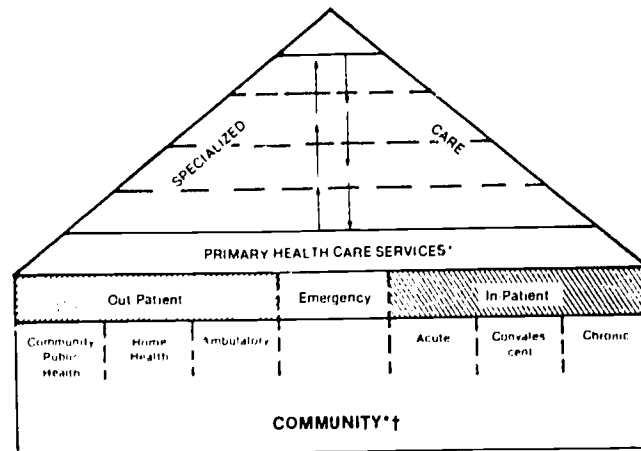 SPECIALIZED
CARE
PRIMARY HEALTH CARE SERVICES*
Out Patient
Emergency
In-Patient
Community
Public
Health
Home
Health
Ambulatory
Acute
Convales
cent
Chronic
COMMUNITY*†